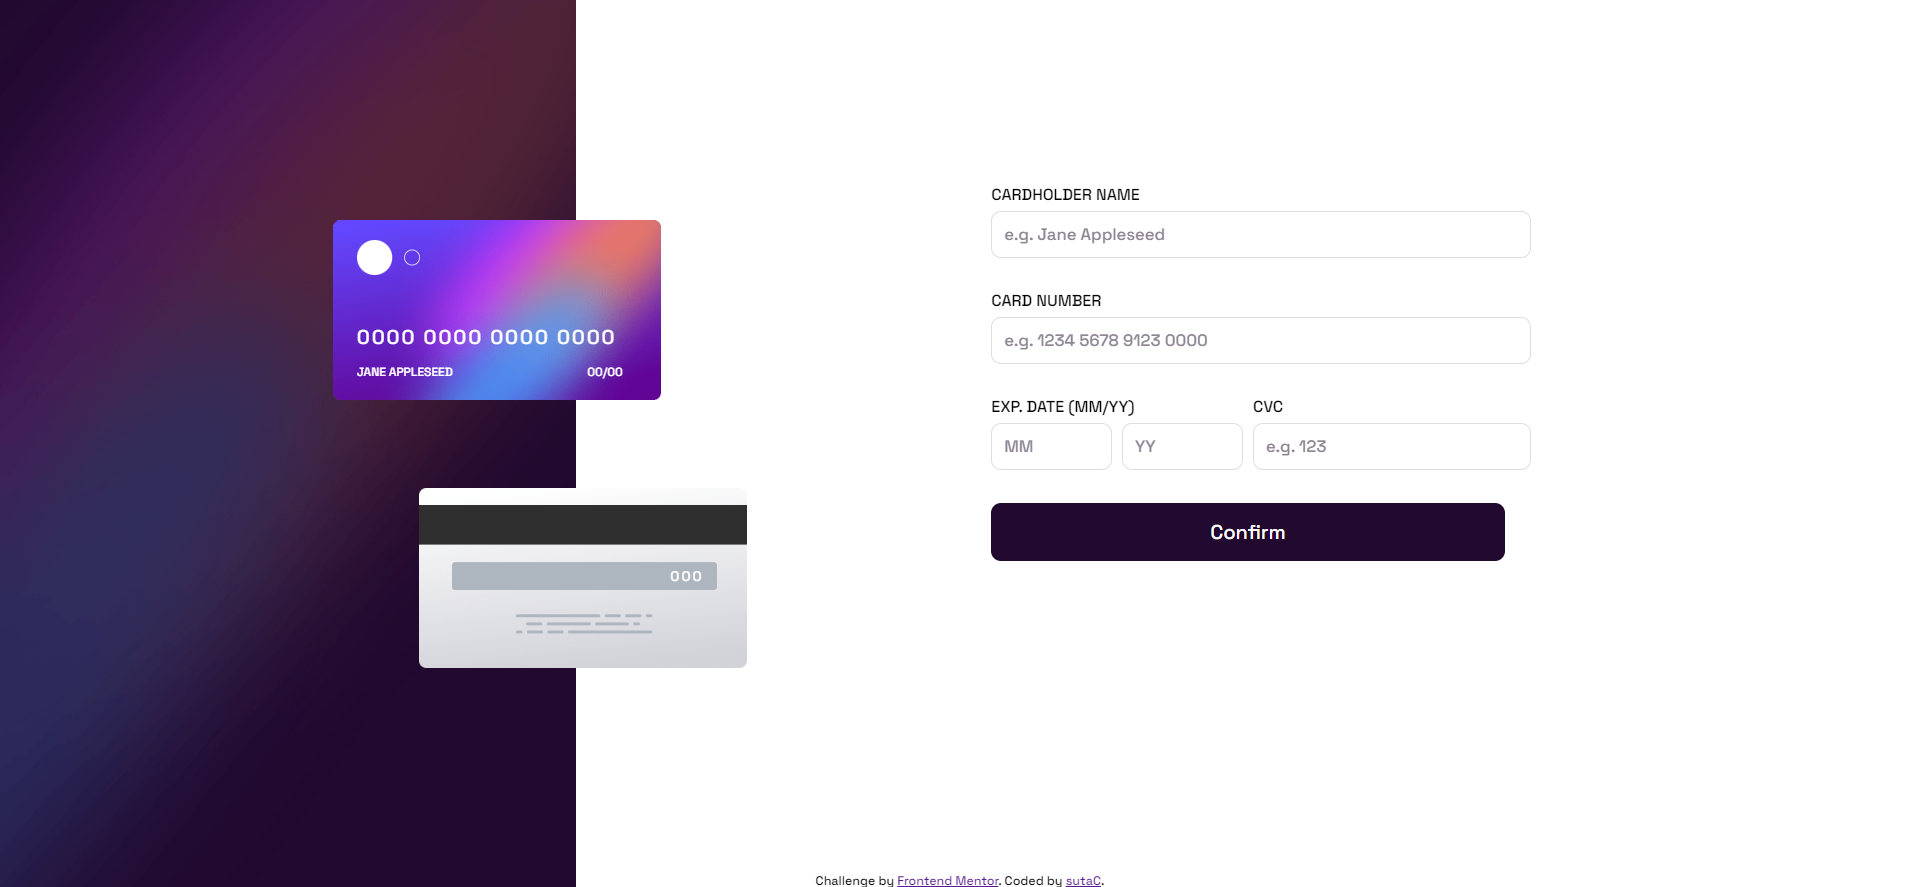 0000 0000 0000 0000
JANE APPLESEED 00/00
000
CARDHOLDER NAME
e.g. Jane Appleseed
CARD NUMBER
e.g. 1234 5678 9123 0000
EXP. DATE (MM/YY) CVC
MM YY e.g. 123
Confirm
Challenge by Frontend Mentor. Coded by sutaC.